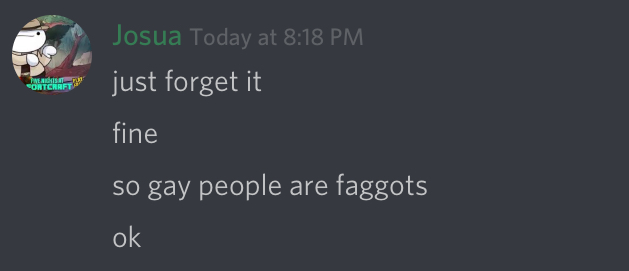 Josua Today at 8:18 PM
just forget it
fine
so gay people are faggots
ok